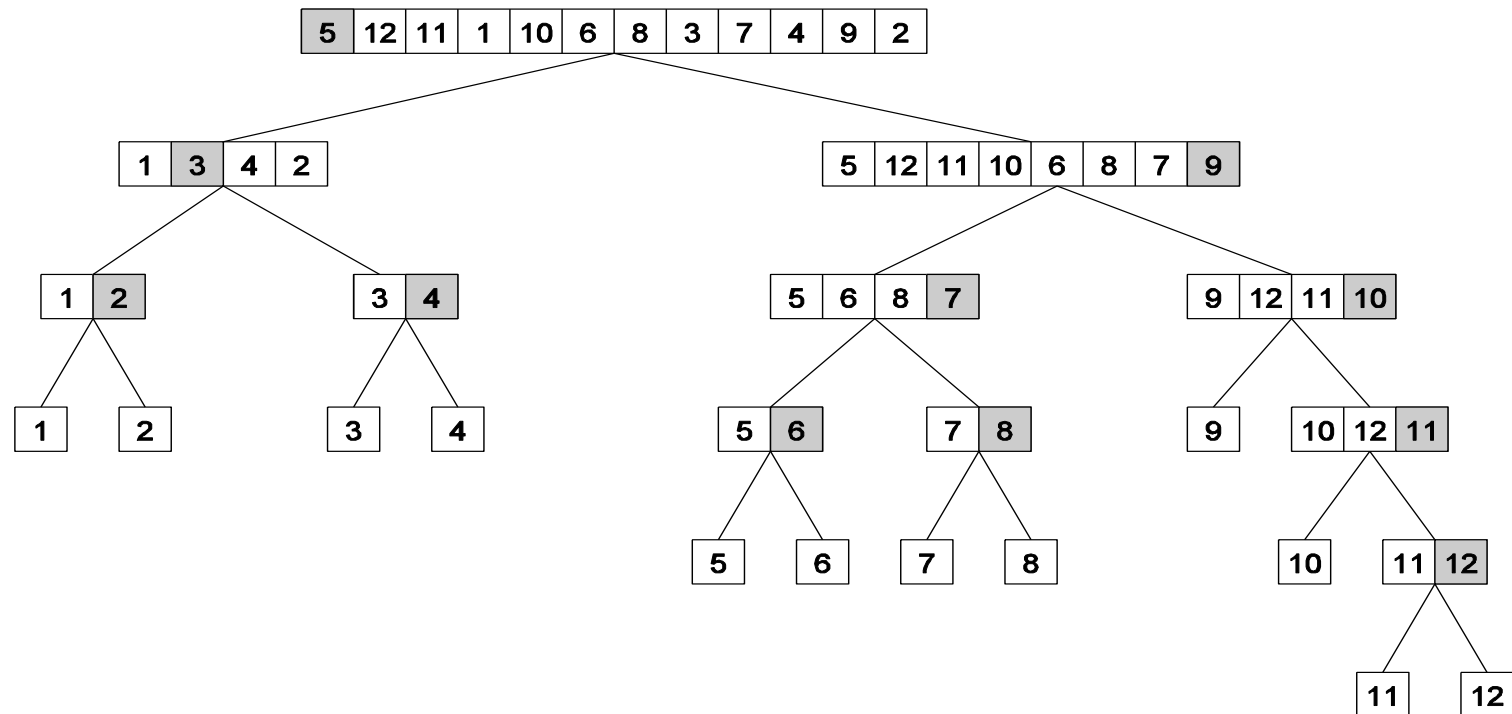 5 12 11 1 10 6 8 3 7 4 9 2
1 3 4 2 5 12 11 10 6 8 7 9
1 2 3 4 5 6 8 7 9 12 11 10
1 2 3 4 5 6 7 8 9 10 12 11
5 6 7 8 10 11 12
11 12